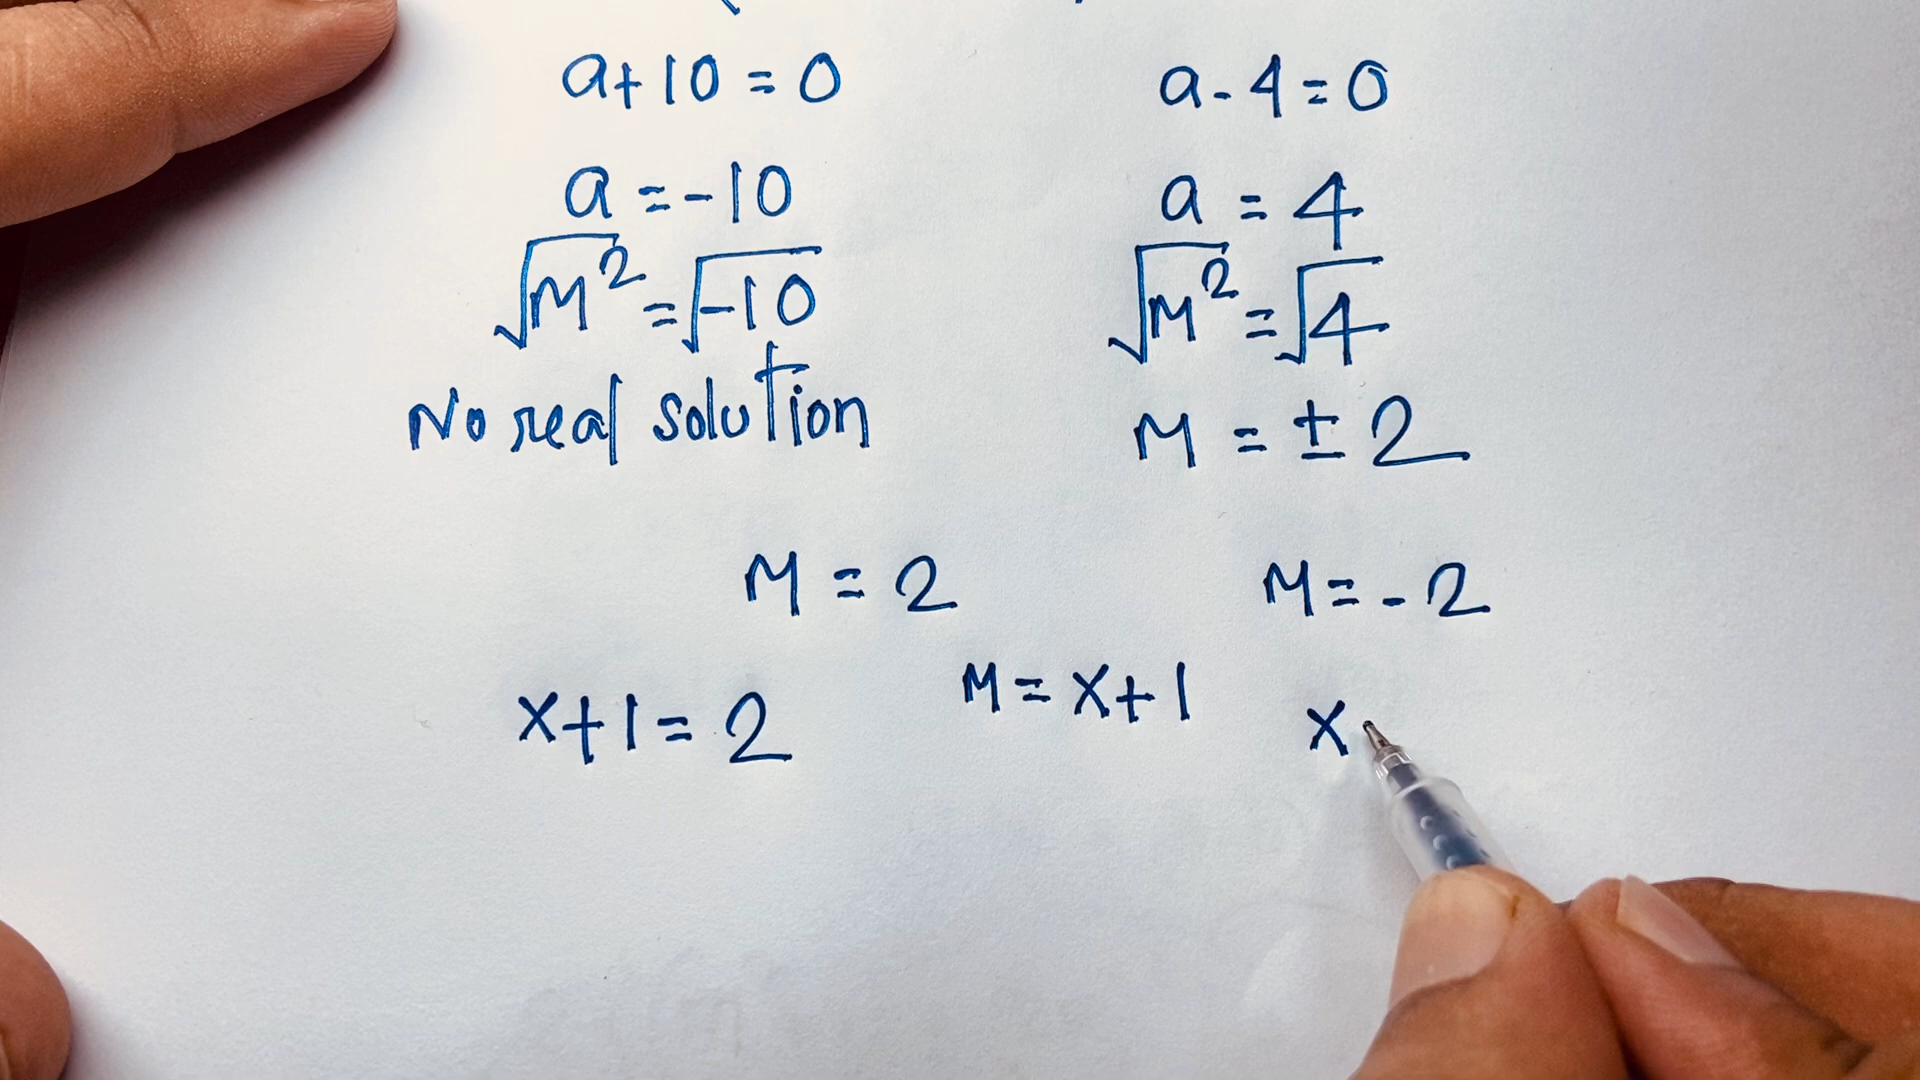 a+10=0 a-4=0
a=-10 a=4
√M²=√-10 √M²=√4
No real solution M=±2
M=2 M=-2
x+1=2 M=x+1 x